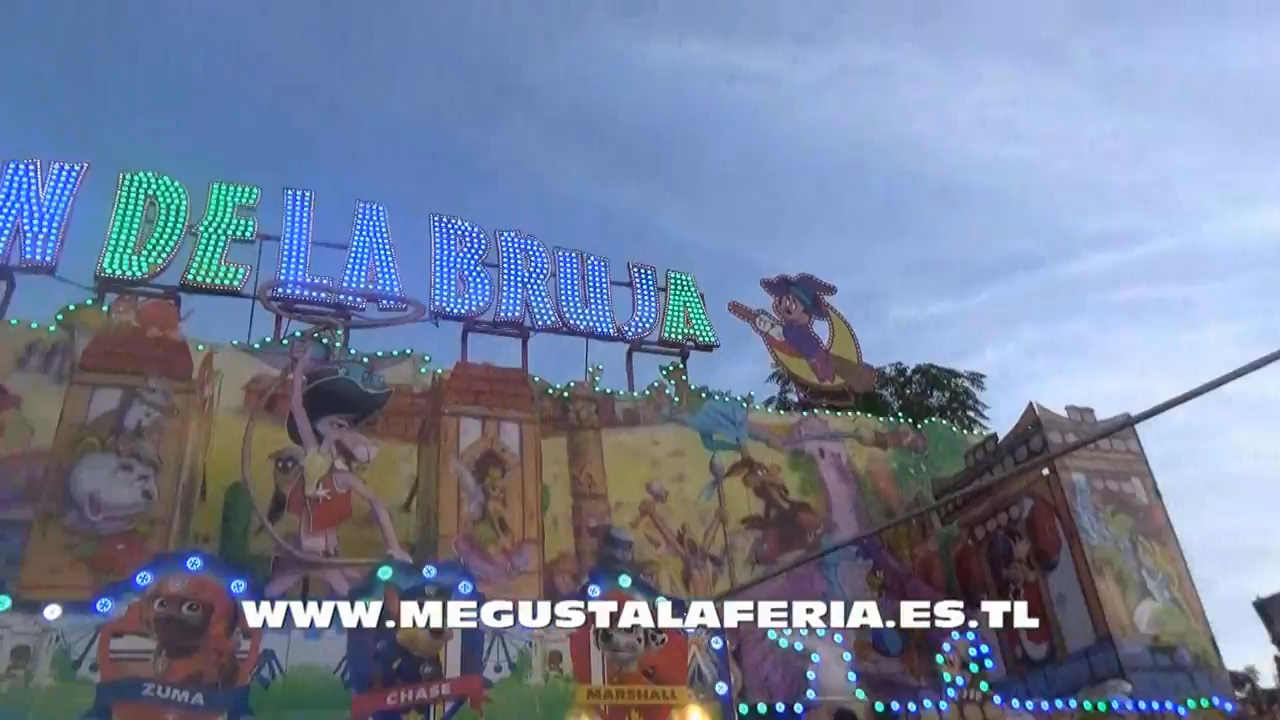 N DE LA BRUJA
WWW.MEGUSTALAFERIA.ES.TL
ZUMA
CHASE
MARSHALL